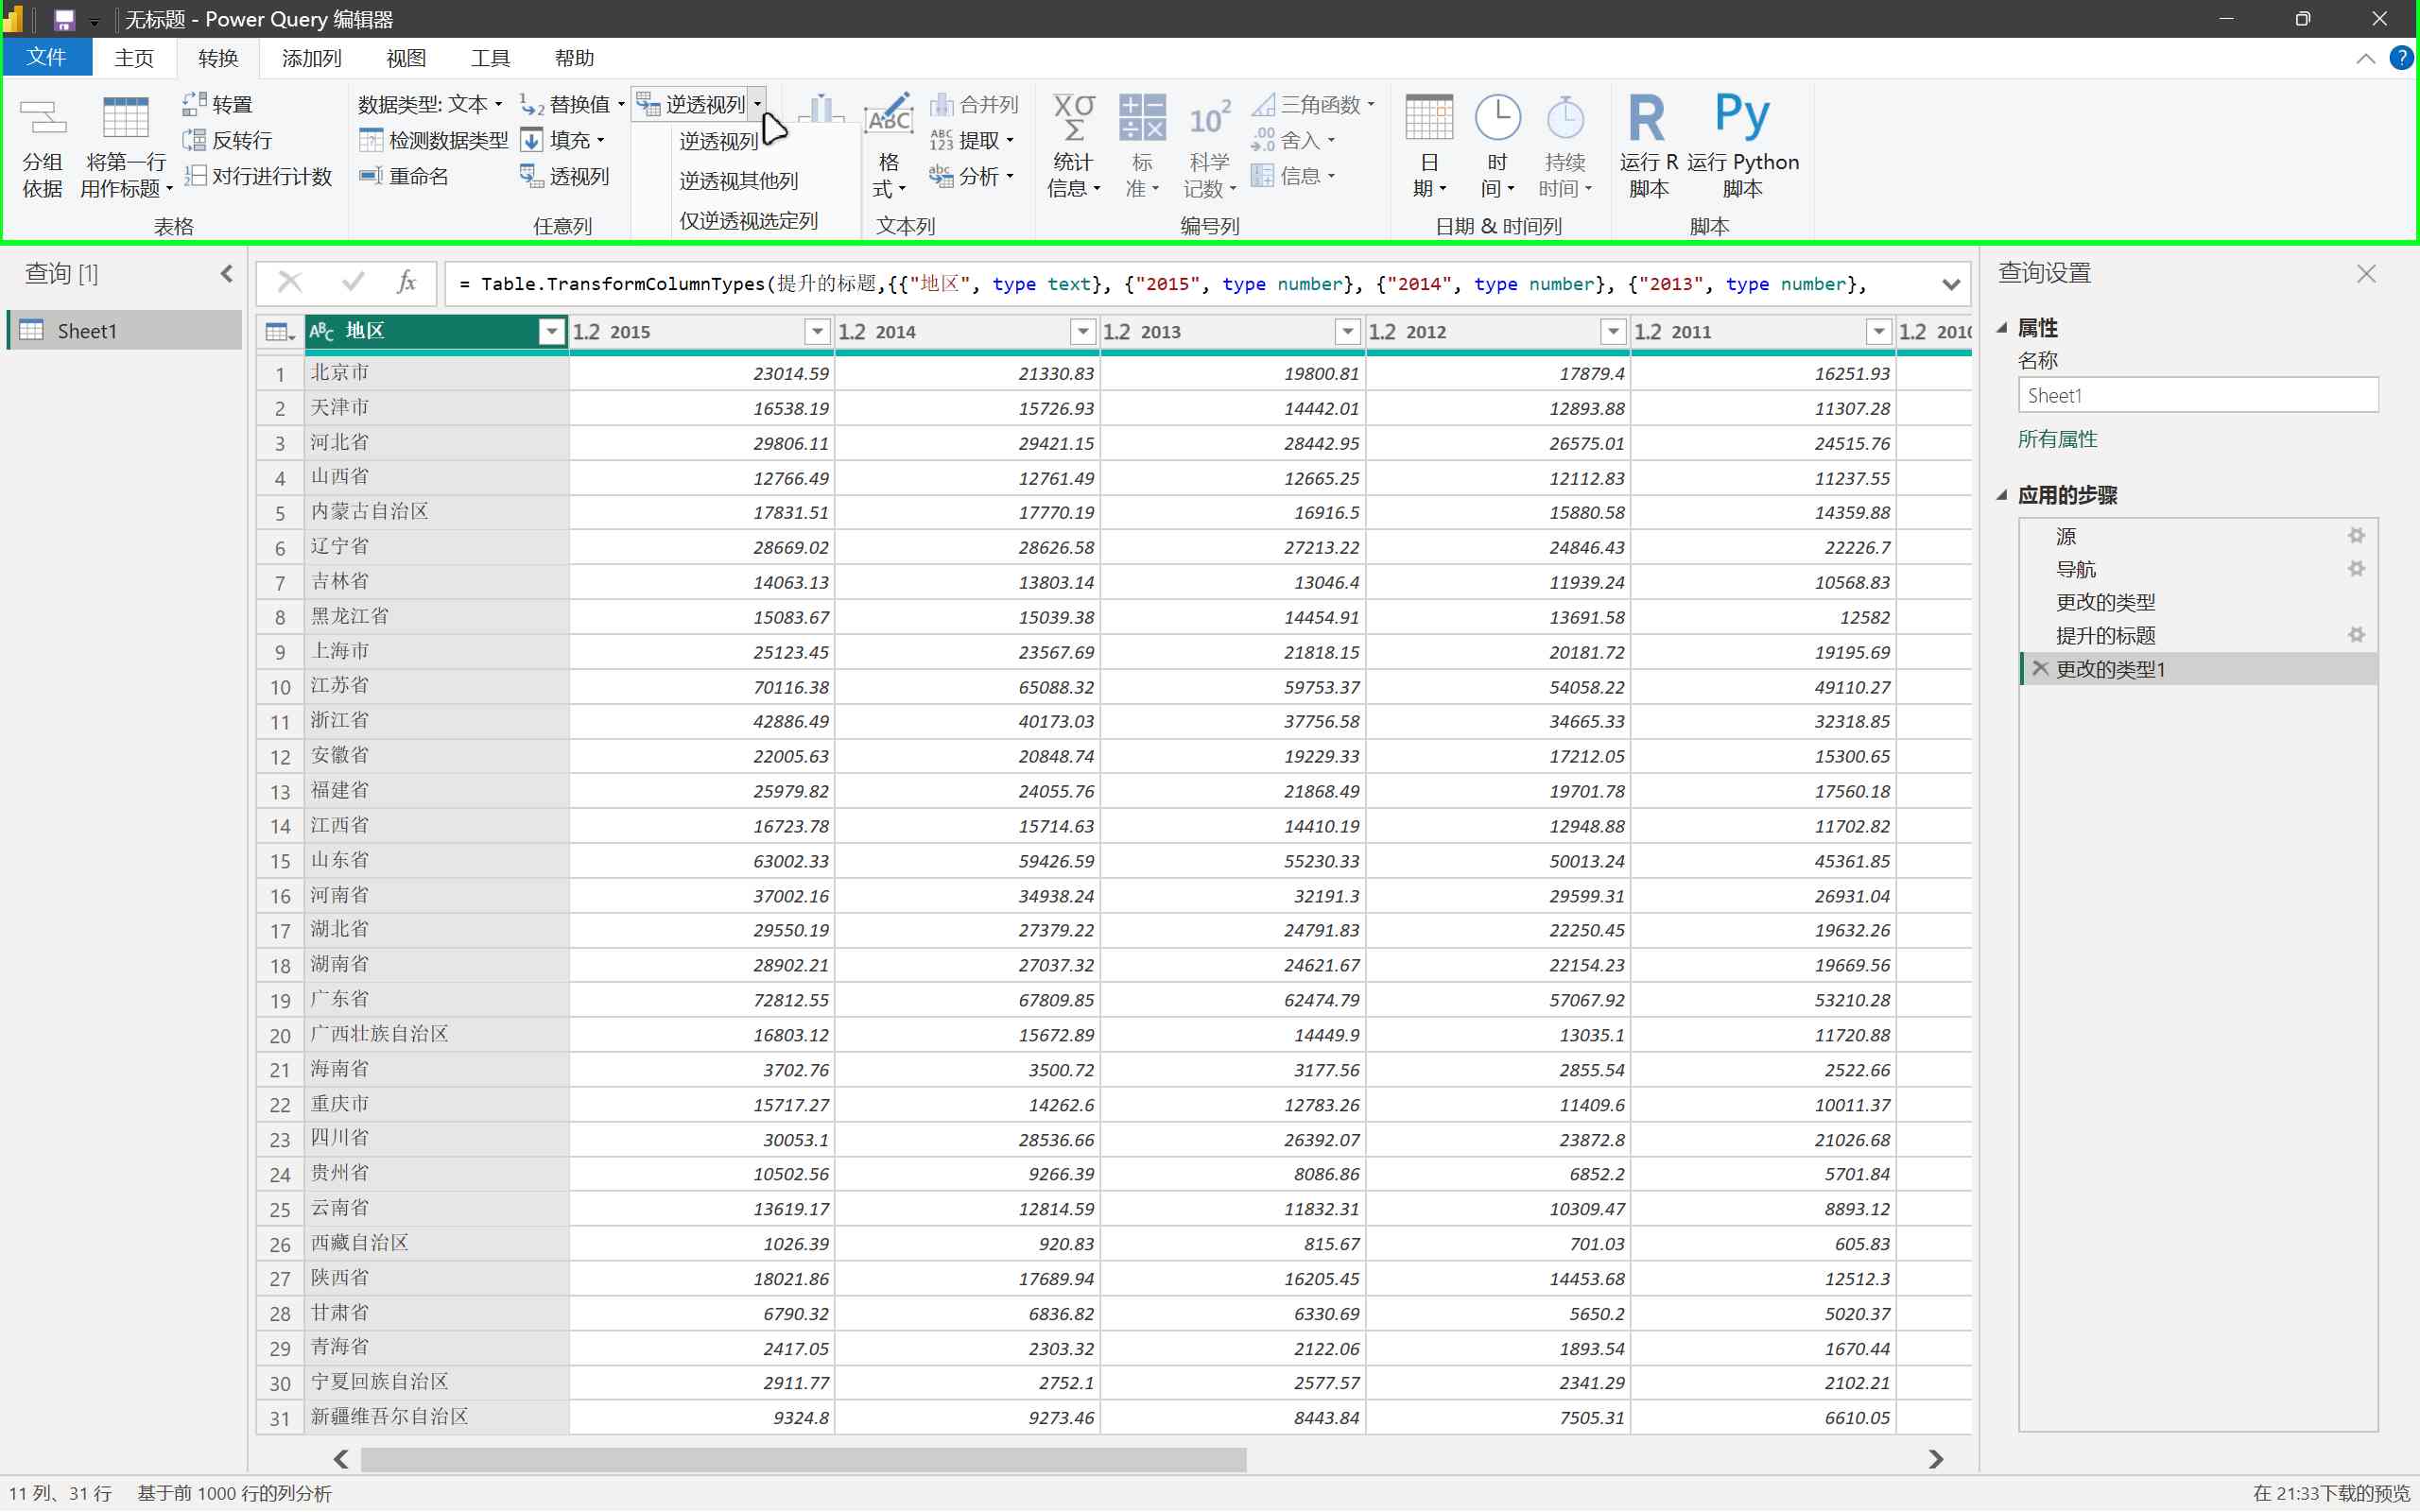 无标题 - Power Query 编辑器
文件 主页 转换 添加列 视图 工具 帮助
分组依据
将第一行用作标题
转置
反转行
对行进行计数
表格
数据类型: 文本
检测数据类型
重命名
替换值
填充
透视列
任意列
逆透视列
逆透视列
逆透视其他列
仅逆透视选定列
格式
合并列
提取
分析
文本列
统计信息
标准
科学记数
三角函数
舍入
信息
编号列
日期
时间
持续时间
日期 & 时间列
运行 R 脚本
运行 Python 脚本
脚本
查询 [1]
Sheet1
= Table.TransformColumnTypes(提升的标题,{{"地区", type text}, {"2015", type number}, {"2014", type number}, {"2013", type number},
地区 1.2 2015 1.2 2014 1.2 2013 1.2 2012 1.2 2011 1.2 2010
1 北京市 23014.59 21330.83 19800.81 17879.4 16251.93
2 天津市 16538.19 15726.93 14442.01 12893.88 11307.28
3 河北省 29806.11 29421.15 28442.95 26575.01 24515.76
4 山西省 12766.49 12761.49 12665.25 12112.83 11237.55
5 内蒙古自治区 17831.51 17770.19 16916.5 15880.58 14359.88
6 辽宁省 28669.02 28626.58 27213.22 24846.43 22226.7
7 吉林省 14063.13 13803.14 13046.4 11939.24 10568.83
8 黑龙江省 15083.67 15039.38 14454.91 13691.58 12582
9 上海市 25123.45 23567.69 21818.15 20181.72 19195.69
10 江苏省 70116.38 65088.32 59753.37 54058.22 49110.27
11 浙江省 42886.49 40173.03 37756.58 34665.33 32318.85
12 安徽省 22005.63 20848.74 19229.33 17212.05 15300.65
13 福建省 25979.82 24055.76 21868.49 19701.78 17560.18
14 江西省 16723.78 15714.63 14410.19 12948.88 11702.82
15 山东省 63002.33 59426.59 55230.33 50013.24 45361.85
16 河南省 37002.16 34938.24 32191.3 29599.31 26931.04
17 湖北省 29550.19 27379.22 24791.83 22250.45 19632.26
18 湖南省 28902.21 27037.32 24621.67 22154.23 19669.56
19 广东省 72812.55 67809.85 62474.79 57067.92 53210.28
20 广西壮族自治区 16803.12 15672.89 14449.9 13035.1 11720.88
21 海南省 3702.76 3500.72 3177.56 2855.54 2522.66
22 重庆市 15717.27 14262.6 12783.26 11409.6 10011.37
23 四川省 30053.1 28536.66 26392.07 23872.8 21026.68
24 贵州省 10502.56 9266.39 8086.86 6852.2 5701.84
25 云南省 13619.17 12814.59 11832.31 10309.47 8893.12
26 西藏自治区 1026.39 920.83 815.67 701.03 605.83
27 陕西省 18021.86 17689.94 16205.45 14453.68 12512.3
28 甘肃省 6790.32 6836.82 6330.69 5650.2 5020.37
29 青海省 2417.05 2303.32 2122.06 1893.54 1670.44
30 宁夏回族自治区 2911.77 2752.1 2577.57 2341.29 2102.21
31 新疆维吾尔自治区 9324.8 9273.46 8443.84 7505.31 6610.05
查询设置
属性
名称
Sheet1
所有属性
应用的步骤
源
导航
更改的类型
提升的标题
更改的类型1
11 列、31 行 基于前 1000 行的列分析
在 21:33下载的预览